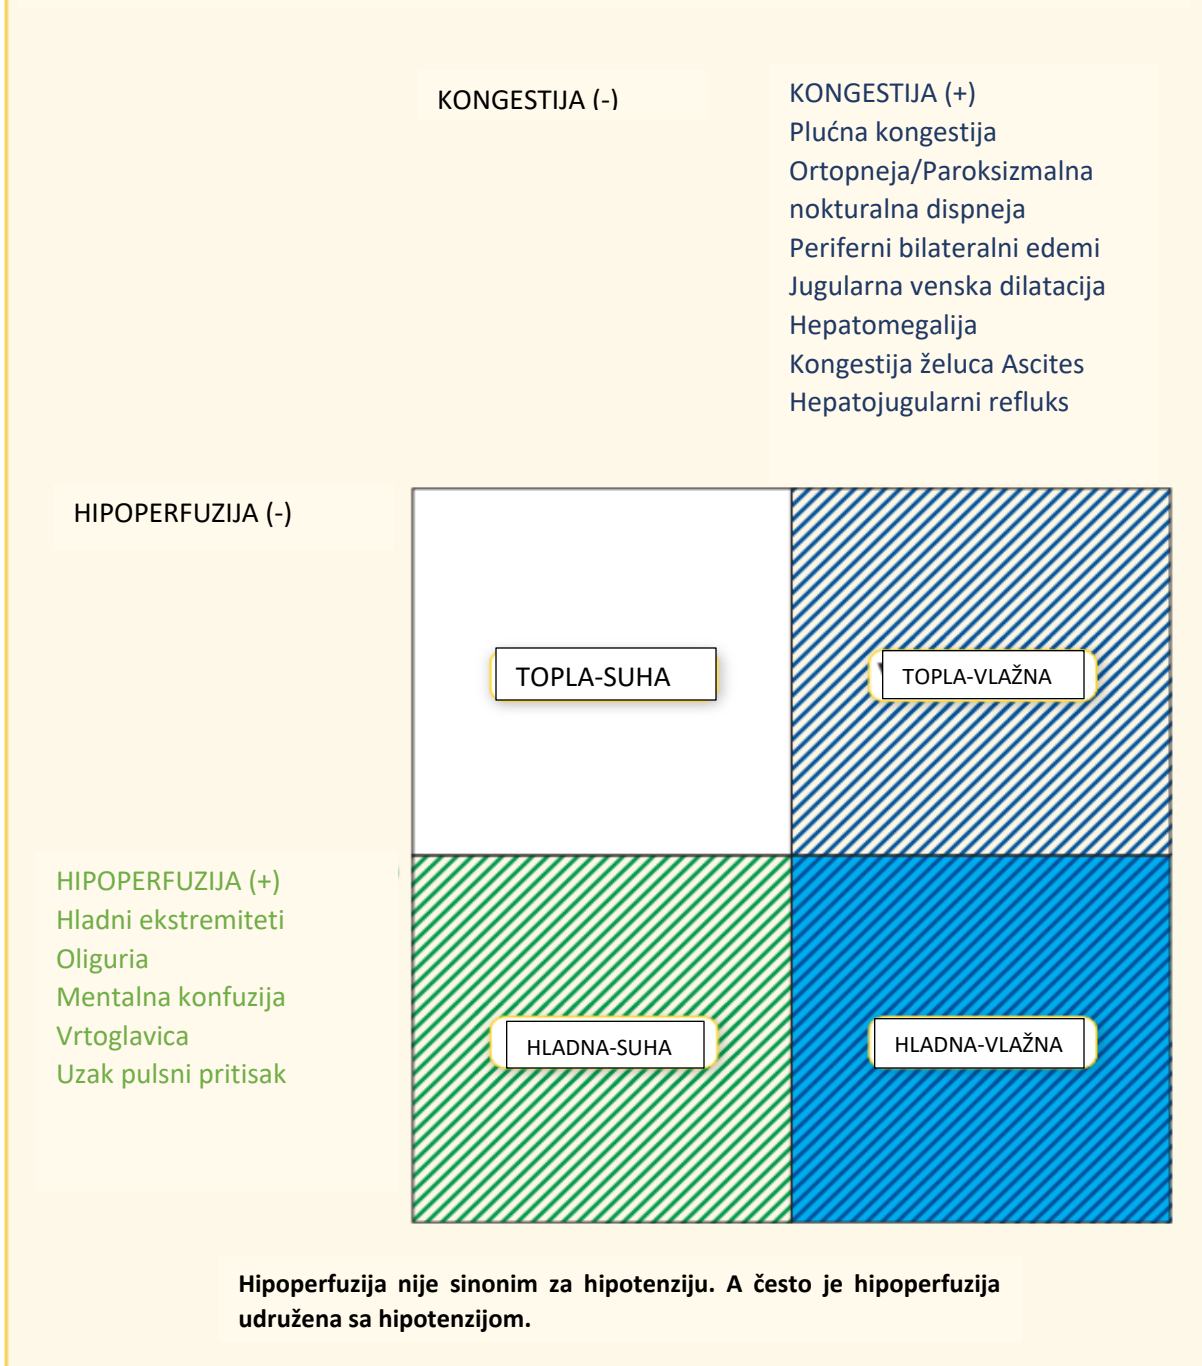 KONGESTIJA (-)
KONGESTIJA (+)
Plućna kongestija
Ortopneja/Paroksizmalna
nokturalna dispneja
Periferni bilateralni edemi
Jugularna venska dilatacija
Hepatomegalija
Kongestija želuca Ascites
Hepatojugularni refluks
HIPOPERFUZIJA (-)
TOPLA-SUHA
TOPLA-VLAŽNA
HIPOPERFUZIJA (+)
Hladni ekstremiteti
Oliguria
Mentalna konfuzija
Vrtoglavica
Uzak pulsni pritisak
HLADNA-SUHA
HLADNA-VLAŽNA
Hipoperfuzija nije sinonim za hipotenziju. A često je hipoperfuzija
udružena sa hipotenzijom.